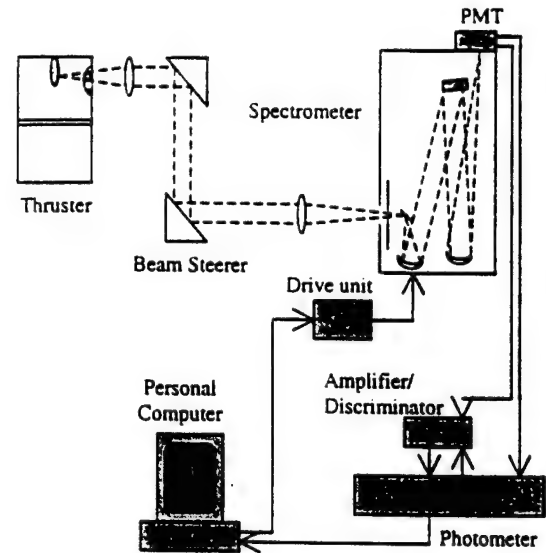 PMT
Spectrometer
Thruster
Beam Steerer
Drive unit
Personal
Computer
Amplifier/
Discriminator
Photometer